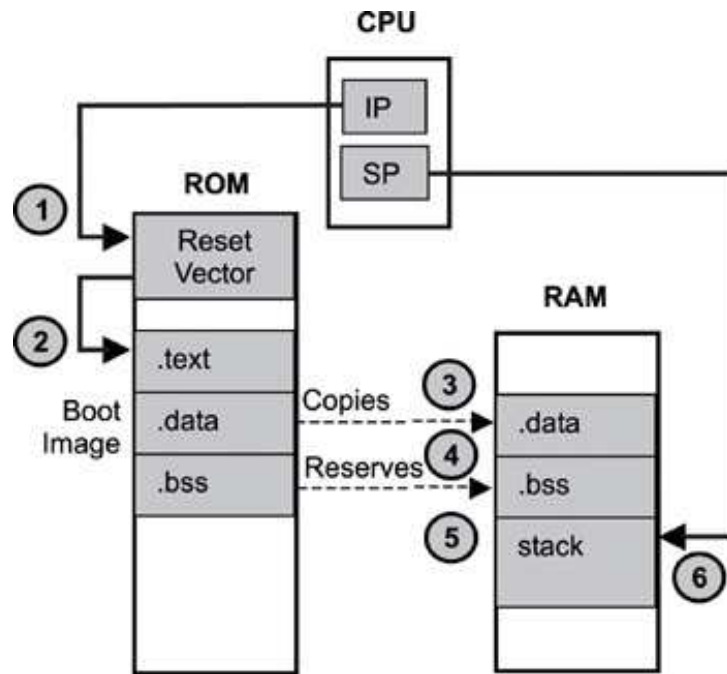 CPU
IP
SP
ROM
1
Reset
Vector
RAM
2
.text
3
Boot
Image
.data
Copies
.data
4
.bss
Reserves
.bss
5
stack
6